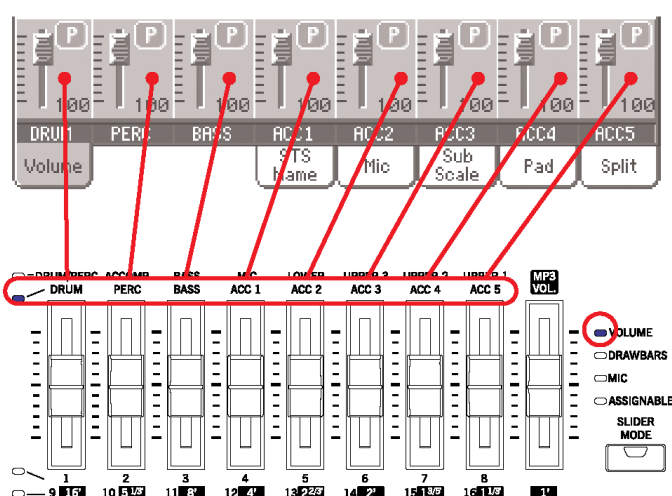 P P P P P P P P
100 100 100 100 100 100 100 100
DRUM PERC BASS ACC1 ACC2 ACC3 ACC4 ACC5
Volume STS Name Mic Sub Scale Pad Split
DRUM/PERC ACCOMP BASS MIC LOWER UPPER 3 UPPER 2 UPPER 1 MP3 VOL.
DRUM PERC BASS ACC 1 ACC 2 ACC 3 ACC 4 ACC 5
VOLUME
DRAWBARS
MIC
ASSIGNABLE
SLIDER
MODE
1 2 3 4 5 6 7 8
9 16' 10 5 1/3' 11 8' 12 4' 13 2 2/3' 14 2' 15 1 3/5' 16 1 1/3' 1'